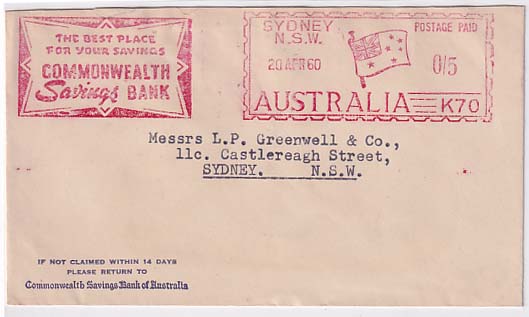 THE BEST PLACE
FOR YOUR SAVINGS
COMMONWEALTH
Savings BANK
SYDNEY
N.S.W.
POSTAGE PAID
20 APR 60
0/5
AUSTRALIA K70
Messrs L.P. Greenwell & Co.,
11c. Castlereagh Street,
SYDNEY. N.S.W.
IF NOT CLAIMED WITHIN 14 DAYS
PLEASE RETURN TO
Commonwealth Savings Bank of Australia